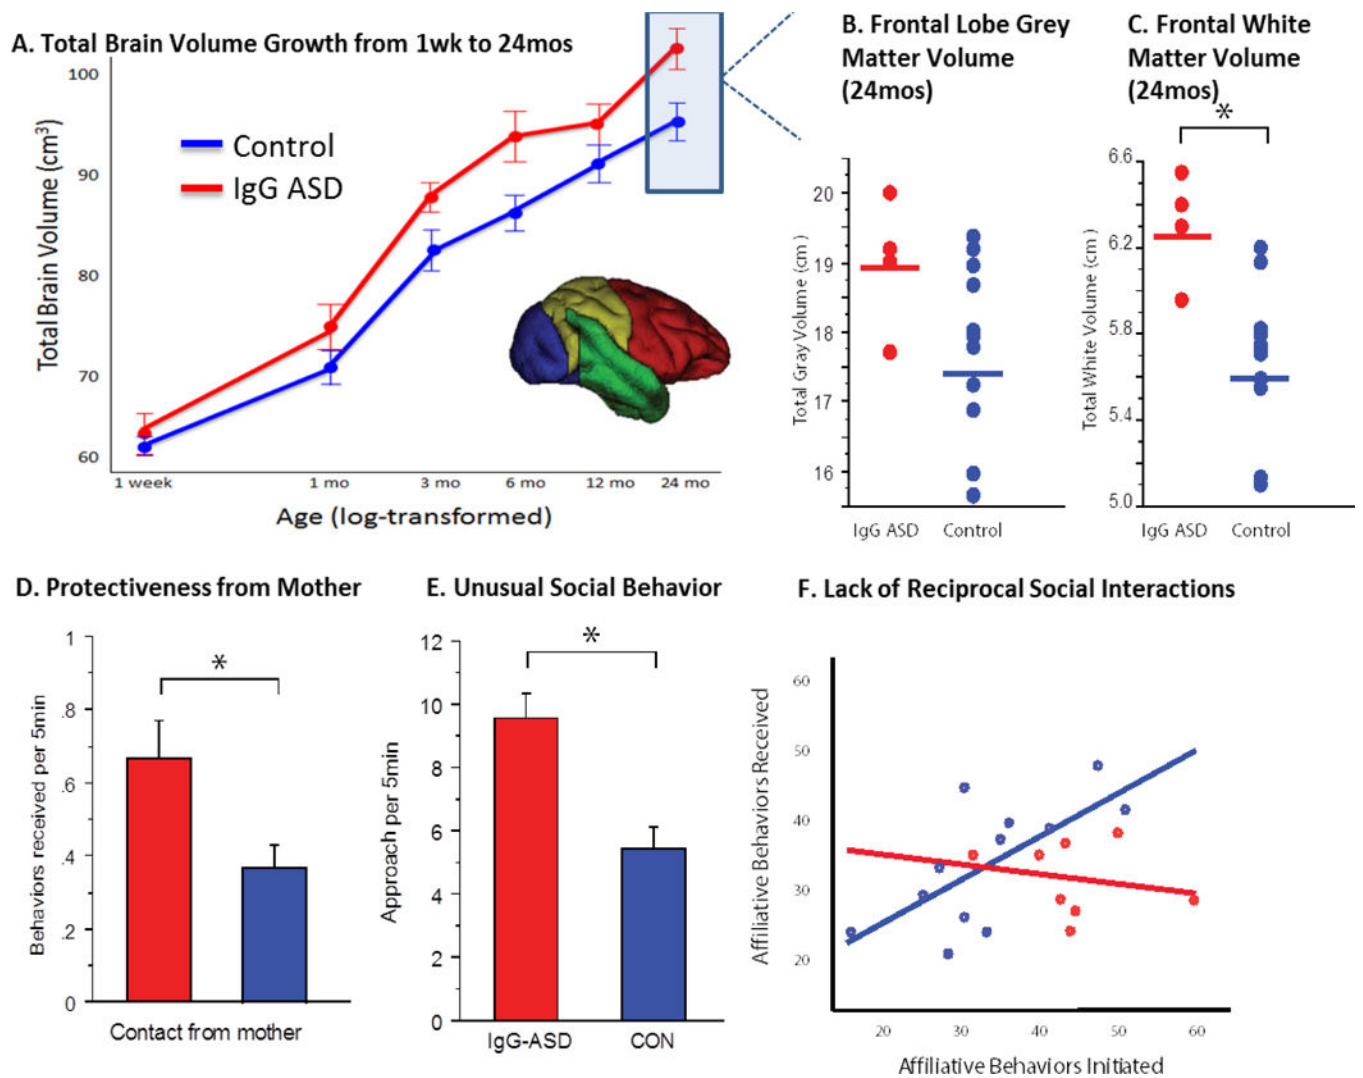 A. Total Brain Volume Growth from 1wk to 24mos
100
90
80
70
60
Total Brain Volume (cm³)
Control
IgG ASD
1 week
1 mo
3 mo
6 mo
12 mo
24 mo
Age (log-transformed)
B. Frontal Lobe Grey
Matter Volume
(24mos)
20
19
18
17
16
Total Gray Volume (cm )
IgG ASD
Control
C. Frontal White
Matter Volume
(24mos)
*
6.6
6.2
5.8
5.4
5.0
Total White Volume (cm )
IgG ASD
Control
D. Protectiveness from Mother
1
.8
.6
.4
.2
0
Behaviors received per 5min
*
Contact from mother
E. Unusual Social Behavior
12
10
8
6
4
2
0
Approach per 5min
*
IgG-ASD
CON
F. Lack of Reciprocal Social Interactions
60
50
40
30
20
Affiliative Behaviors Received
20
30
40
50
60
Affiliative Behaviors Initiated